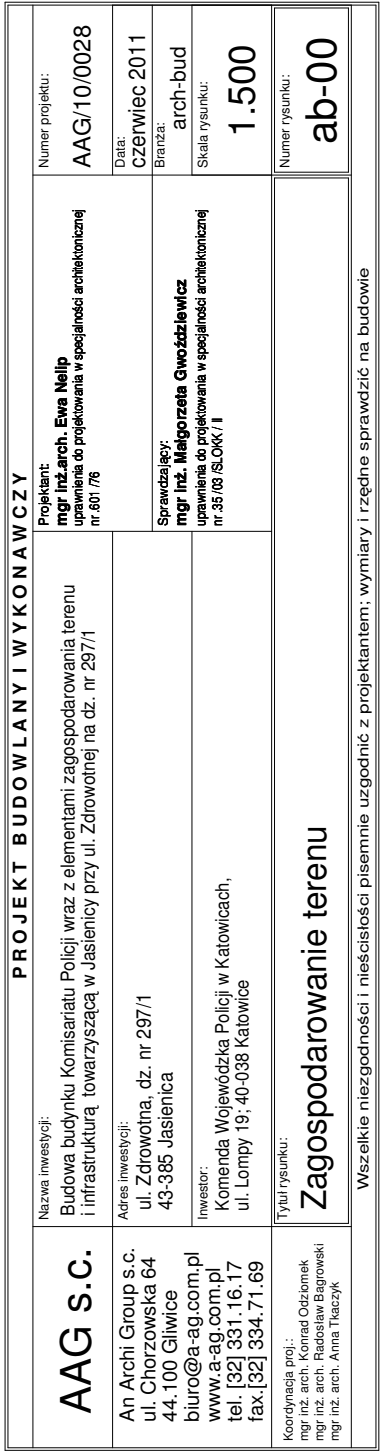 PROJEKT BUDOWLANY I WYKONAWCZY
AAG s.c.
An Archi Group s.c.
ul. Chorzowska 64
44.100 Gliwice
biuro@a-ag.com.pl
www.a-ag.com.pl
tel. [32] 331.16.17
fax.[32] 334.71.69
Koordynacja proj.:
mgr inż. arch. Konrad Odziomek
mgr inż. arch. Radosław Bagrowski
mgr inż. arch. Anna Tkaczyk
Nazwa inwestycji:
Budowa budynku Komisariatu Policji wraz z elementami zagospodarowania terenu
i infrastrukturą towarzyszącą w Jasienicy przy ul. Zdrowotnej na dz. nr 297/1
Adres inwestycji:
ul. Zdrowotna, dz. nr 297/1
43-385 Jasienica
Inwestor:
Komenda Wojewódzka Policji w Katowicach,
ul. Lompy 19; 40-038 Katowice
Tytuł rysunku:
Zagospodarowanie terenu
Projektant:
mgr inż.arch. Ewa Nelip
uprawnienia do projektowania w specjalności architektonicznej
nr .601 /76
Sprawdzający:
mgr inż. Małgorzeta Gwoździewicz
uprawnienia do projektowania w specjalności architektonicznej
nr .35 /03 /SLOKK / II
Numer projektu:
AAG/10/0028
Data:
czerwiec 2011
Branża:
arch-bud
Skala rysunku:
1.500
Numer rysunku:
ab-00
Wszelkie niezgodności i nieścisłości pisemnie uzgodnić z projektantem; wymiary i rzędne sprawdzić na budowie